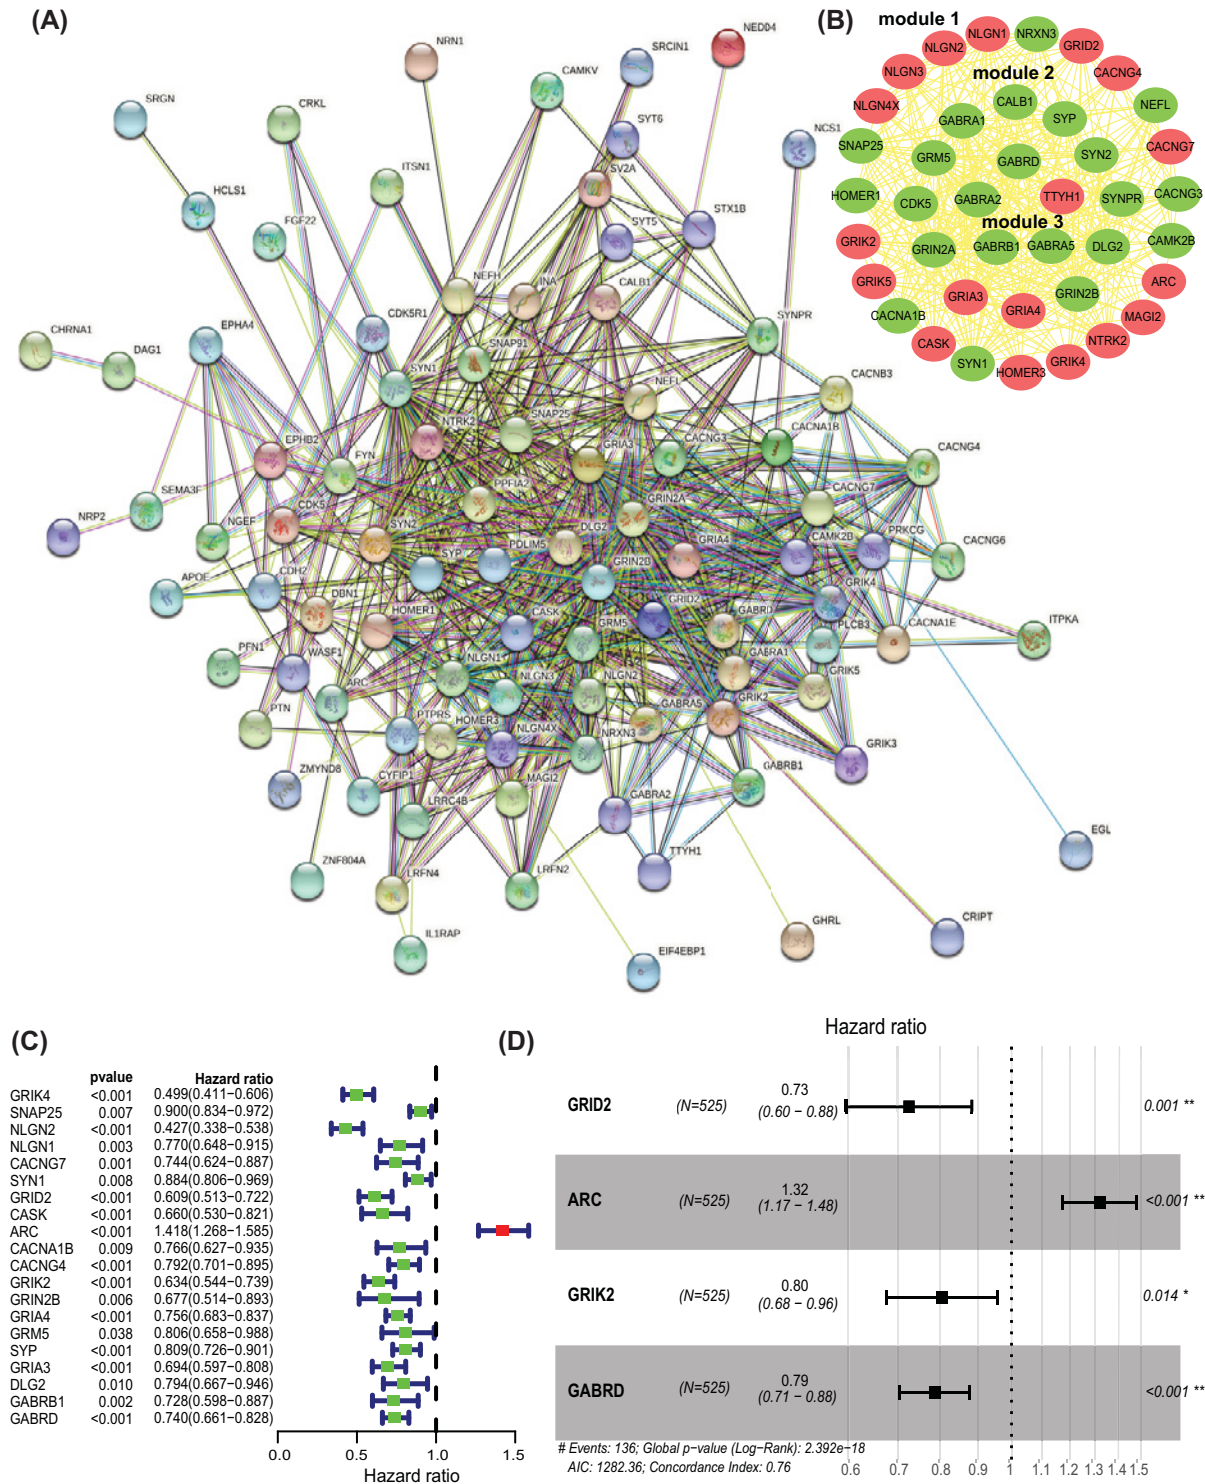 (A)
NRN1
SRCIN1
NEDD4
CAMKV
SRGN
CRKL
SYT6
NCS1
ITSN1
SV2A
HCLS1
FGF22
SYT5
STX1B
NEFH
INA
CALB1
CDK5R1
SYNPR
CHRNA1
EPHA4
DAG1
SNAP91
SYN1
NEFL
CACNB3
NTRK2
SNAP25
CACNG3
CACNA1B
EPHB2
GRIA3
CACNG4
FYN
CACNG7
SEMA3F
PPFIA2
GRIN2A
NRP2
CDK5
NGEF
SYN2
DLG2
GRIA4
CAMK2B
PRKCG
SYP
PDLIM5
CACNG6
APOE
CDH2
GRIN2B
GRIK4
DBN1
HOMER1
CASK
GRID2
GABRD
PLCB3
CACNA1E
ITPKA
GRM5
PFN1
WASF1
NLGN1
GABRA1
NLGN3
NLGN2
GRIK5
ARC
GABRA5
GRIK2
PTN
PTPRS
HOMER3
NLGN4X
NRXN3
GRIK3
ZMYND8
CYFIP1
MAGI2
GABRB1
LRRC4B
GABRA2
EGL
ZNF804A
LRFN4
LRFN2
TTYH1
IL1RAP
GHRL
CRIPT
EIF4EBP1
(B)
module 1
NLGN1
NRXN3
NLGN2
GRID2
NLGN3
module 2
CACNG4
NLGN4X
CALB1
NEFL
GABRA1
SYP
SNAP25
GRM5
GABRD
SYN2
CACNG7
HOMER1
CDK5
GABRA2
TTYH1
SYNPR
CACNG3
module 3
GRIK2
GRIN2A
GABRB1
GABRA5
DLG2
CAMK2B
GRIK5
GRIA3
GRIN2B
ARC
CACNA1B
GRIA4
MAGI2
CASK
NTRK2
SYN1
HOMER3
GRIK4
(C)
pvalue Hazard ratio
GRIK4 <0.001 0.499(0.411−0.606)
SNAP25 0.007 0.900(0.834−0.972)
NLGN2 <0.001 0.427(0.338−0.538)
NLGN1 0.003 0.770(0.648−0.915)
CACNG7 0.001 0.744(0.624−0.887)
SYN1 0.008 0.884(0.806−0.969)
GRID2 <0.001 0.609(0.513−0.722)
CASK <0.001 0.660(0.530−0.821)
ARC <0.001 1.418(1.268−1.585)
CACNA1B 0.009 0.766(0.627−0.935)
CACNG4 <0.001 0.792(0.701−0.895)
GRIK2 <0.001 0.634(0.544−0.739)
GRIN2B 0.006 0.677(0.514−0.893)
GRIA4 <0.001 0.756(0.683−0.837)
GRM5 0.038 0.806(0.658−0.988)
SYP <0.001 0.809(0.726−0.901)
GRIA3 <0.001 0.694(0.597−0.808)
DLG2 0.010 0.794(0.667−0.946)
GABRB1 0.002 0.728(0.598−0.887)
GABRD <0.001 0.740(0.661−0.828)
0.0 0.5 1.0 1.5
Hazard ratio
(D)
Hazard ratio
GRID2 (N=525) 0.73 (0.60 − 0.88) 0.001 **
ARC (N=525) 1.32 (1.17 − 1.48) <0.001 **
GRIK2 (N=525) 0.80 (0.68 − 0.96) 0.014 *
GABRD (N=525) 0.79 (0.71 − 0.88) <0.001 **
# Events: 136; Global p−value (Log−Rank): 2.392e−18
AIC: 1282.36; Concordance Index: 0.76
0.6 0.7 0.8 0.9 1 1.1 1.2 1.3 1.4 1.5